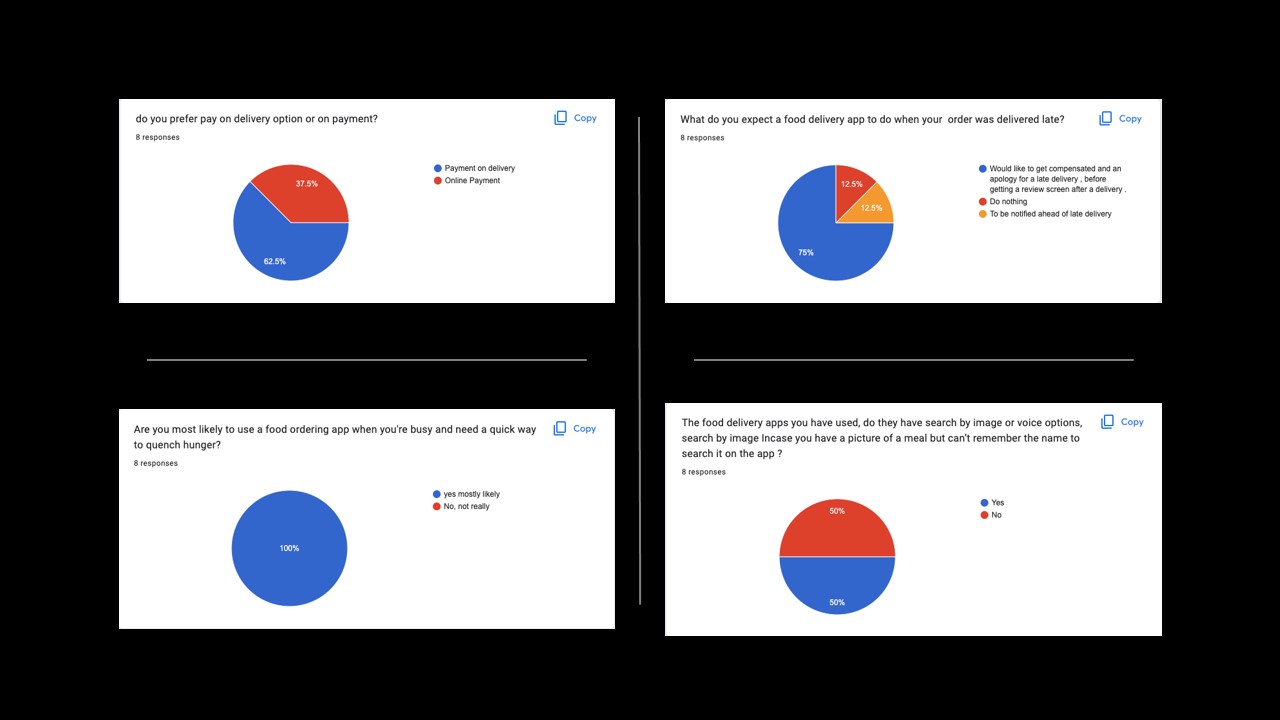 do you prefer pay on delivery option or on payment?
Copy
8 responses
Payment on delivery
Online Payment
37.5%
62.5%
What do you expect a food delivery app to do when your  order was delivered late?
Copy
8 responses
Would like to get compensated and an
apology for a late delivery , before
getting a review screen after a delivery .
Do nothing
To be notified ahead of late delivery
12.5%
12.5%
75%
Are you most likely to use a food ordering app when you're busy and need a quick way
to quench hunger?
Copy
8 responses
yes mostly likely
No, not really
100%
The food delivery apps you have used, do they have search by image or voice options,
search by image Incase you have a picture of a meal but can't remember the name to
search it on the app ?
Copy
8 responses
Yes
No
50%
50%